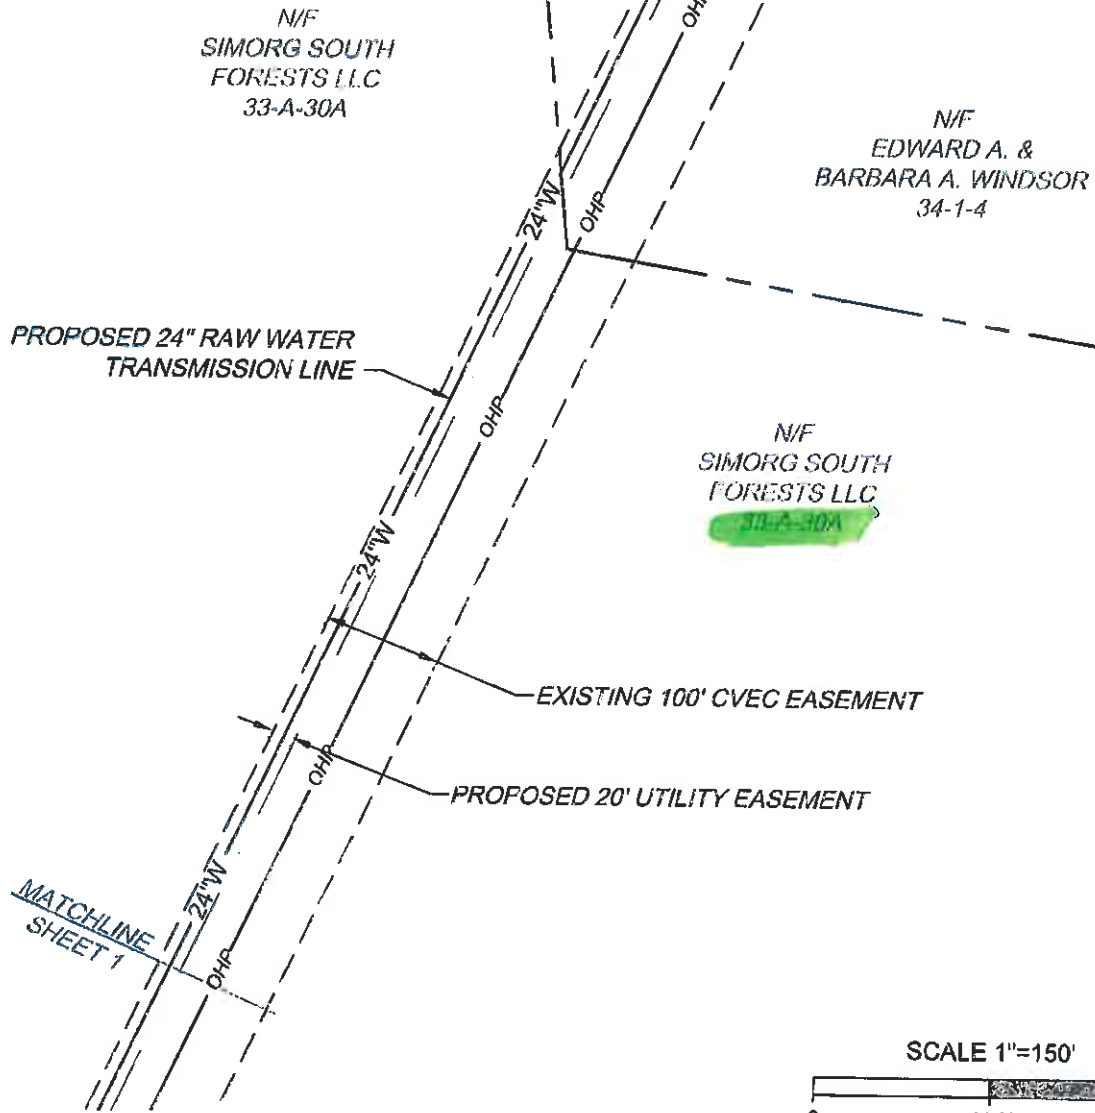 N/F
SIMORG SOUTH
FORESTS LLC
33-A-30A
OHP
N/F
EDWARD A. &
BARBARA A. WINDSOR
34-1-4
24"W
OHP
PROPOSED 24" RAW WATER
TRANSMISSION LINE
OHP
N/F
SIMORG SOUTH
FORESTS LLC
33-A-30A
24"W
EXISTING 100' CVEC EASEMENT
OHP
PROPOSED 20' UTILITY EASEMENT
24"W
MATCHLINE
SHEET 1
OHP
SCALE 1"=150'